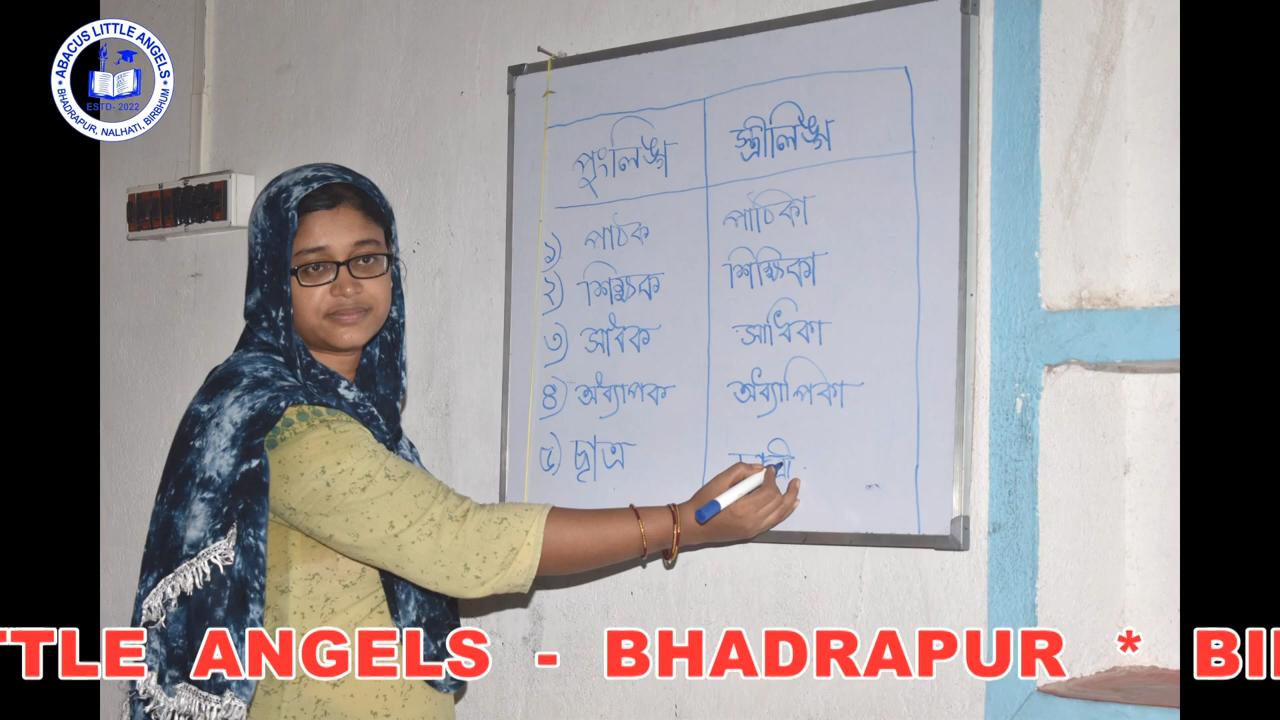 ABACUS LITTLE ANGELS
ESTD- 2022
BHADRAPUR, NALHATI, BIRBHUM
পুংলিঙ্গ স্ত্রীলিঙ্গ
১) পাঠক পাঠিকা
২) শিক্ষক শিক্ষিকা
৩) সাধক সাধিকা
৪) অধ্যাপক অধ্যাপিকা
৫) ছাত্র
TTLE ANGELS - BHADRAPUR * BI